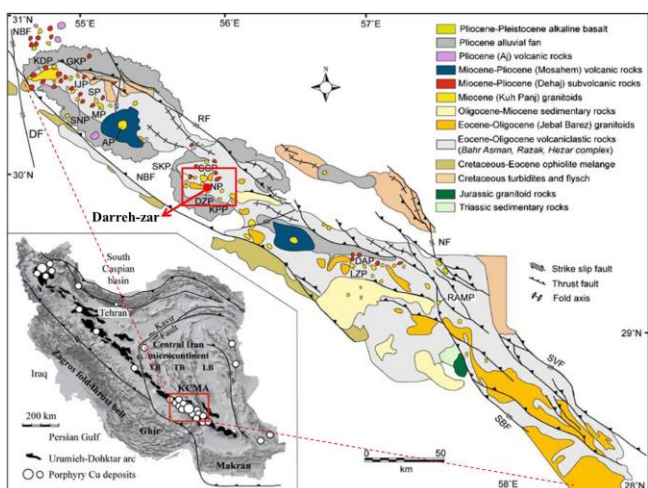 31°N
55°E
56°E
57°E
NBF
KDP
GKP
IJP
SP
MP
SNP
DF
AP
RF
30°N
SKP
NBF
SCP
NP
DZP
KPP
Darreh-zar
NF
DAP
LZP
RAMP
29°N
SVF
SBF
58°E
28°N
0
50
km
Pliocene-Pleistocene alkaline basalt
Pliocene alluvial fan
Pliocene (Aj) volcanic rocks
Miocene-Pliocene (Mosahem) volcanic rocks
Miocene-Pliocene (Dehaj) subvolcanic rocks
Miocene (Kuh Panj) granitoids
Oligocene-Miocene sedimentary rocks
Eocene-Oligocene (Jebal Barez) granitoids
Eocene-Oligocene volcaniclastic rocks
(Bahr Asman, Razak, Hezar complex)
Cretaceous-Eocene ophiolite melange
Cretaceous turbidites and flysch
Jurassic granitoid rocks
Triassic sedimentary rocks
Strike slip fault
Thrust fault
Fold axis
South
Caspian
basin
Tehran
Kavir
Fault
Central Iran
microcontinent
YB TB LB
Iraq
Zagros fold-thrust belt
KCMA
200 km
Persian Gulf
Ghir
Makran
Urumieh-Dohktar arc
Porphyry Cu deposits